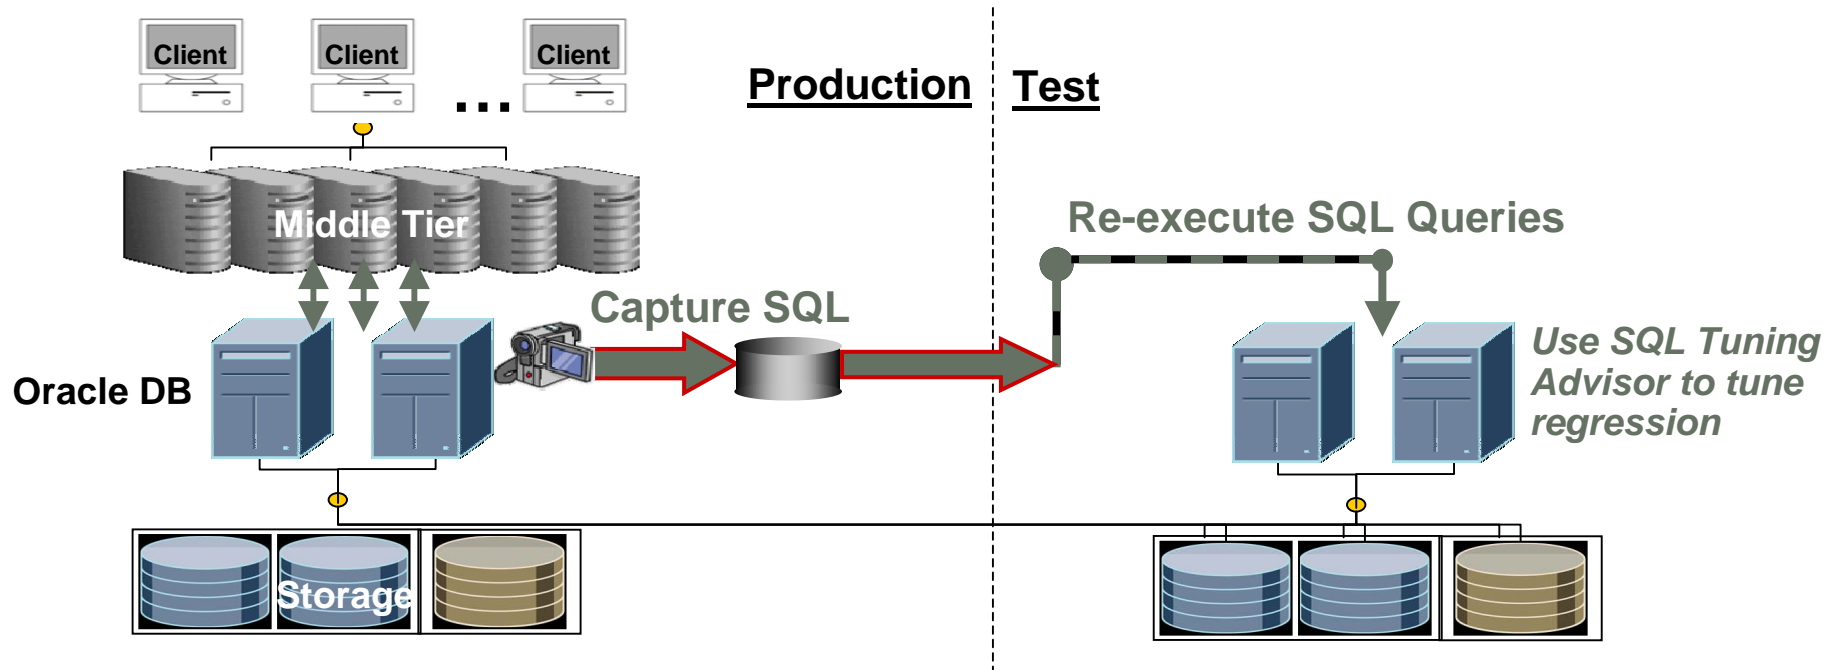 Client
Client
Client
...
Production
Test
Middle Tier
Re-execute SQL Queries
Capture SQL
Oracle DB
Use SQL Tuning
Advisor to tune
regression
Storage